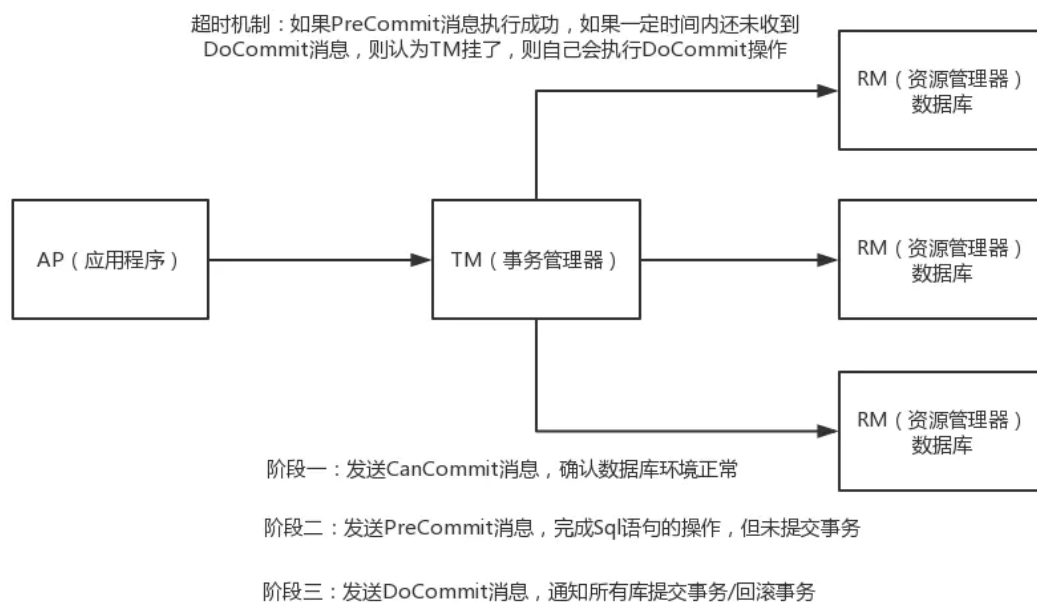 超时机制：如果PreCommit消息执行成功，如果一定时间内还未收到
DoCommit消息，则认为TM挂了，则自己会执行DoCommit操作
RM（资源管理器）
数据库
AP（应用程序）
TM（事务管理器）
RM（资源管理器）
数据库
RM（资源管理器）
数据库
阶段一：发送CanCommit消息，确认数据库环境正常
阶段二：发送PreCommit消息，完成Sql语句的操作，但未提交事务
阶段三：发送DoCommit消息，通知所有库提交事务/回滚事务